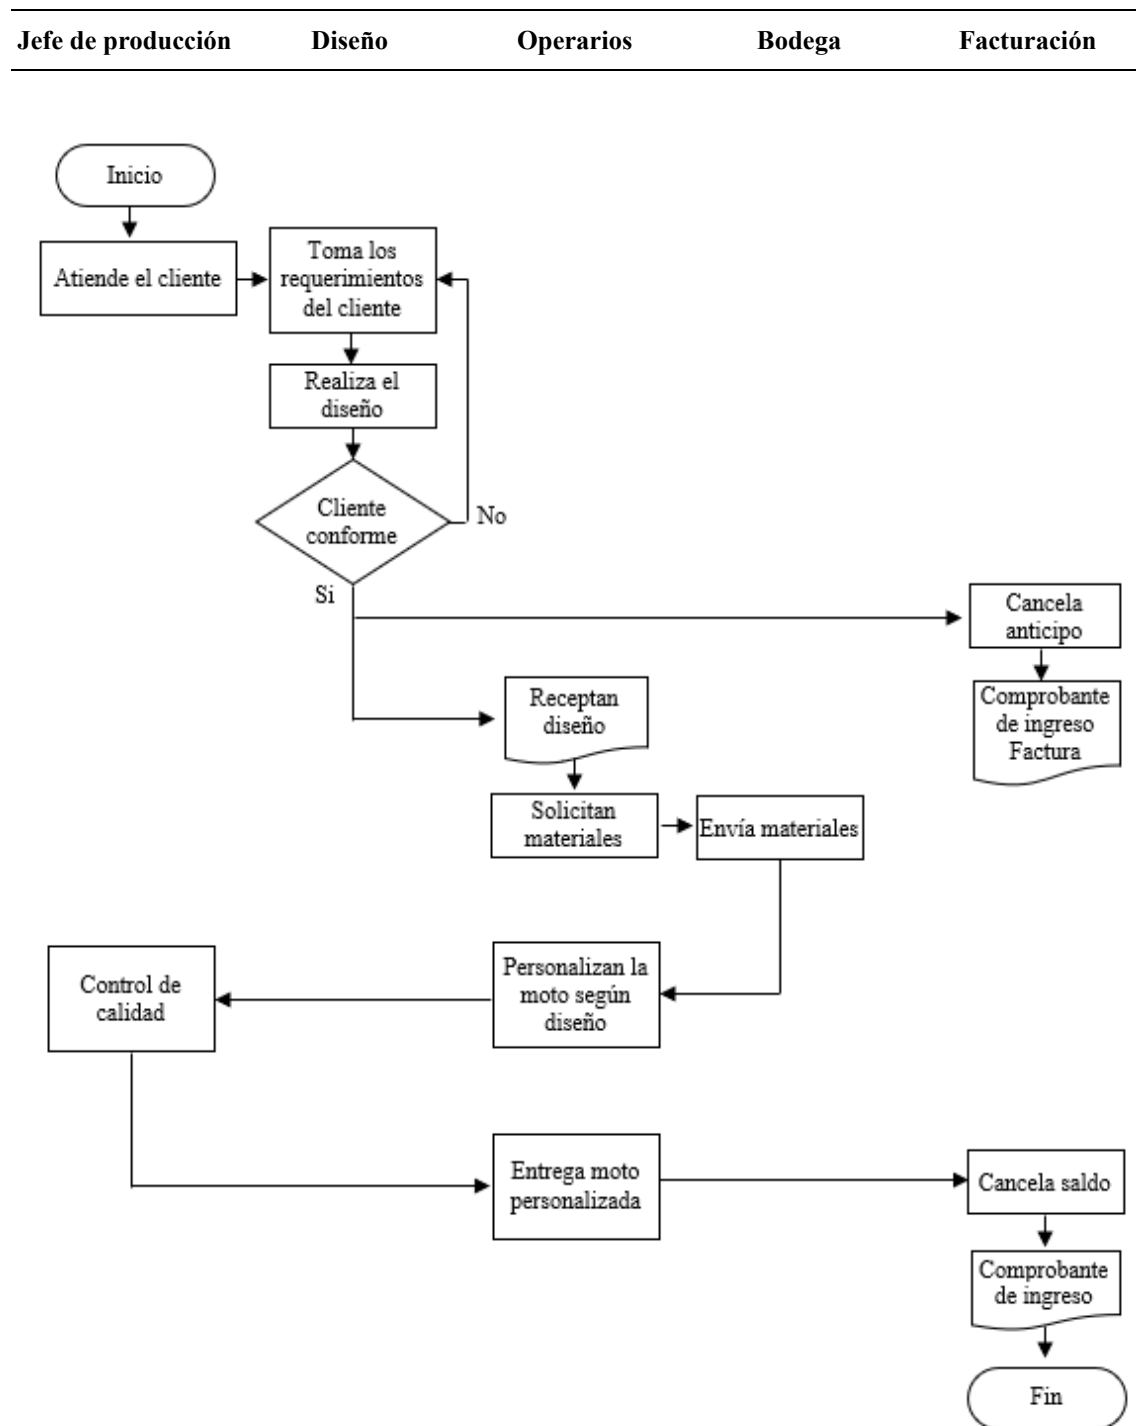 Jefe de producción Diseño Operarios Bodega Facturación
Inicio
Atiende el cliente
Toma los
requerimientos
del cliente
Realiza el
diseño
Cliente
conforme
No
Si
Cancela
anticipo
Comprobante
de ingreso
Factura
Receptan
diseño
Solicitan
materiales
Envía materiales
Personalizan la
moto según
diseño
Control de
calidad
Entrega moto
personalizada
Cancela saldo
Comprobante
de ingreso
Fin